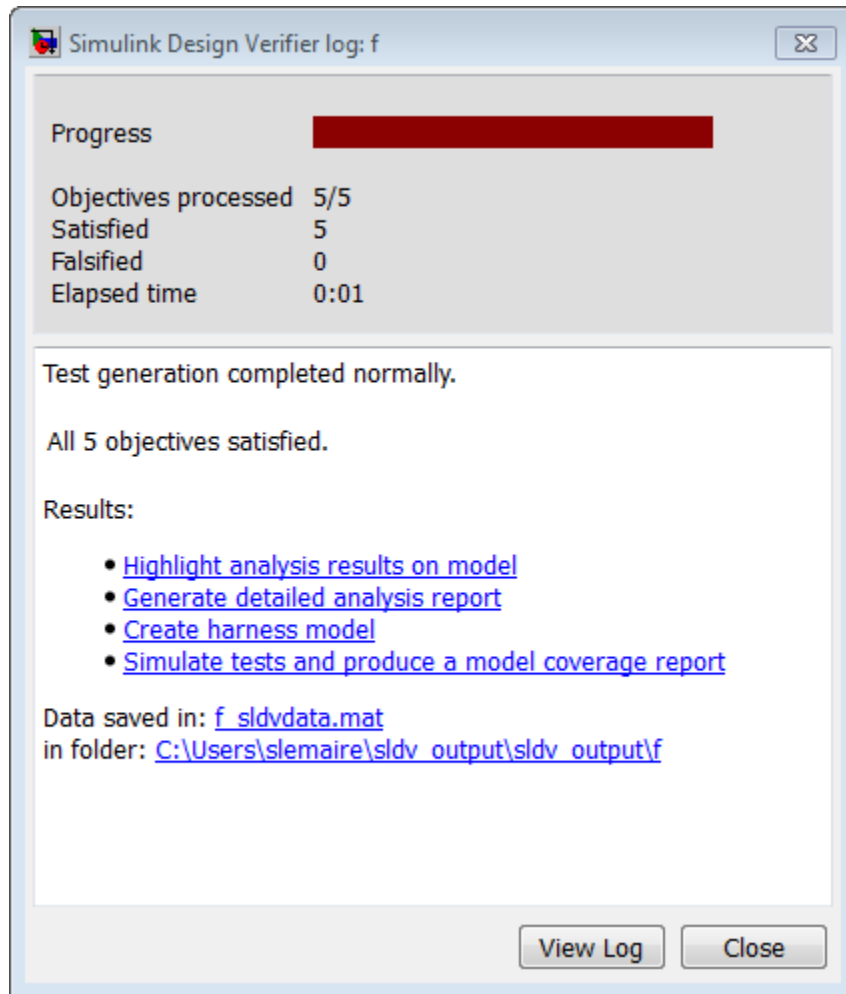 Simulink Design Verifier log: f
Progress
Objectives processed 5/5
Satisfied 5
Falsified 0
Elapsed time 0:01
Test generation completed normally.
All 5 objectives satisfied.
Results:
• Highlight analysis results on model
• Generate detailed analysis report
• Create harness model
• Simulate tests and produce a model coverage report
Data saved in: f_sldvdata.mat
in folder: C:\Users\slemaire\sldv_output\sldv_output\f
View Log Close